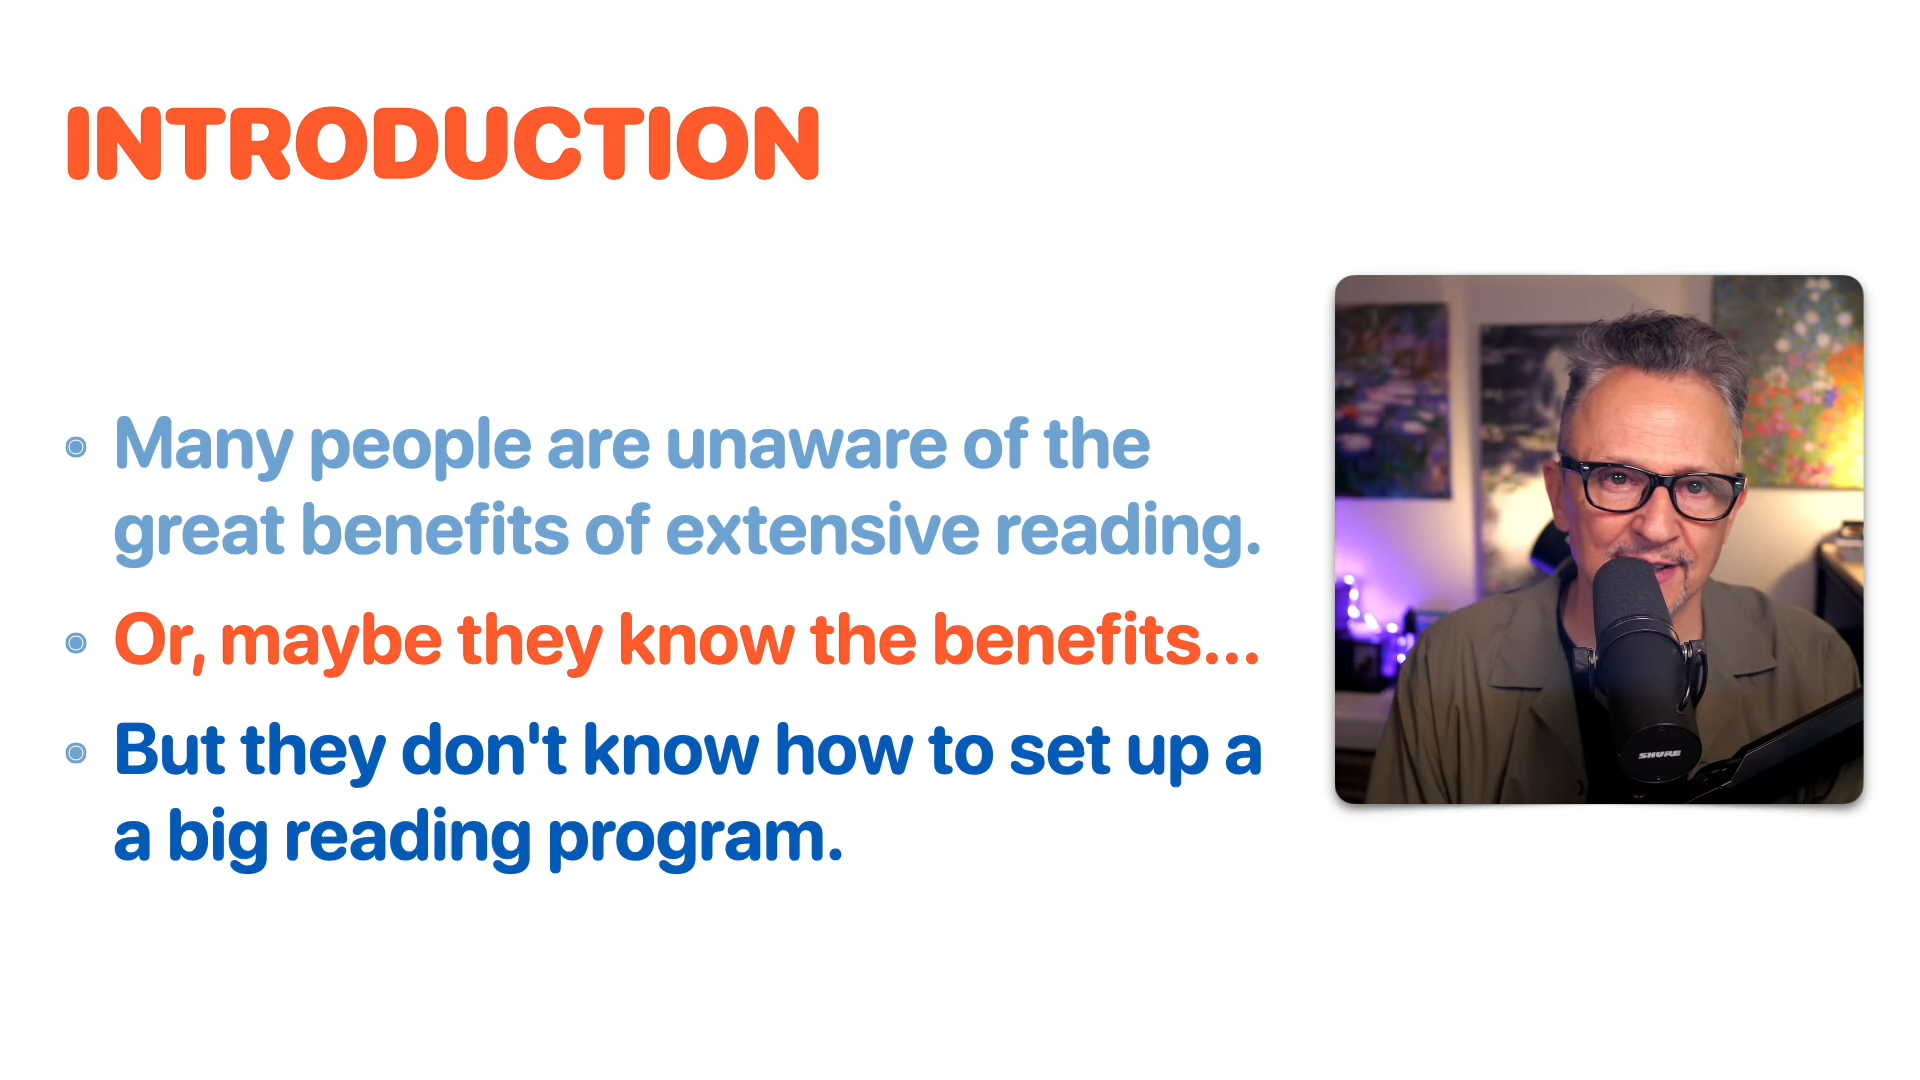 INTRODUCTION
Many people are unaware of the
great benefits of extensive reading.
Or, maybe they know the benefits...
But they don't know how to set up a
a big reading program.
SHURE